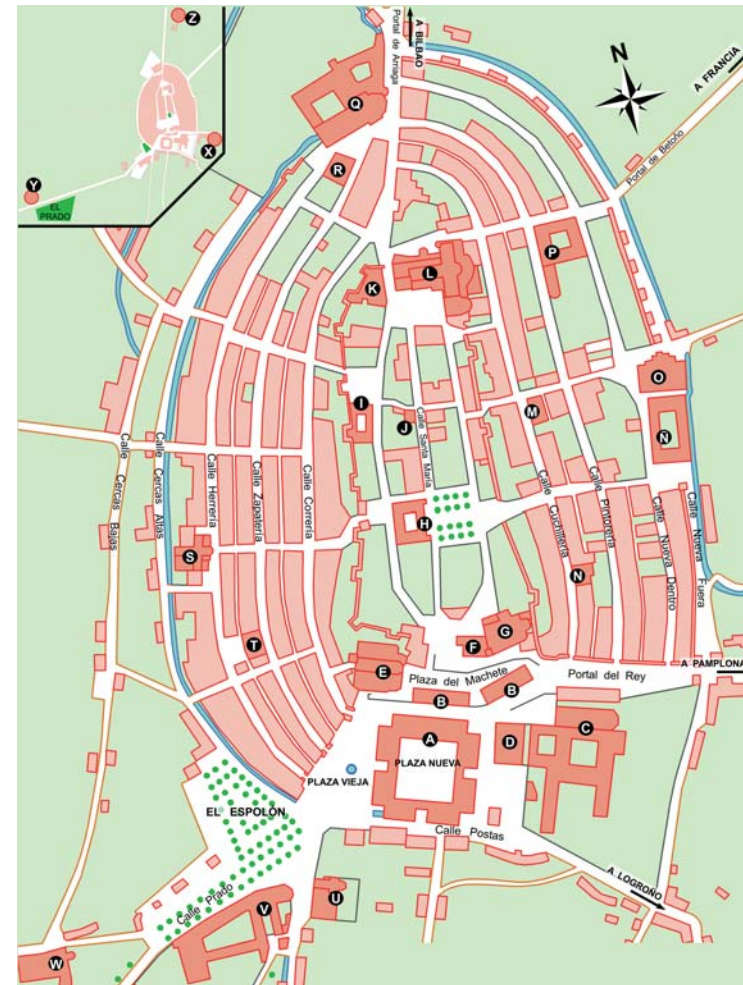 Z
X
Y
EL
PRADO
A BILBAO
Portal de Arriaga
N
A FRANCIA
Portal de Betoño
Q
R
P
K
L
I
J
Calle Santa María
M
O
N
Calle Cercas Bajas
Calle Cercas Altas
Calle Herrería
Calle Zapatería
Calle Correría
H
Calle Cuchillería
Calle Pintorería
Calle Nueva Dentro
Calle Nueva Fuera
S
N
T
G
F
E
Plaza del Machete
Portal del Rey
A PAMPLONA
B
B
A
D
C
PLAZA NUEVA
PLAZA VIEJA
EL ESPOLÓN
Calle Postas
A LOGROÑO
Calle Prado
U
V
W